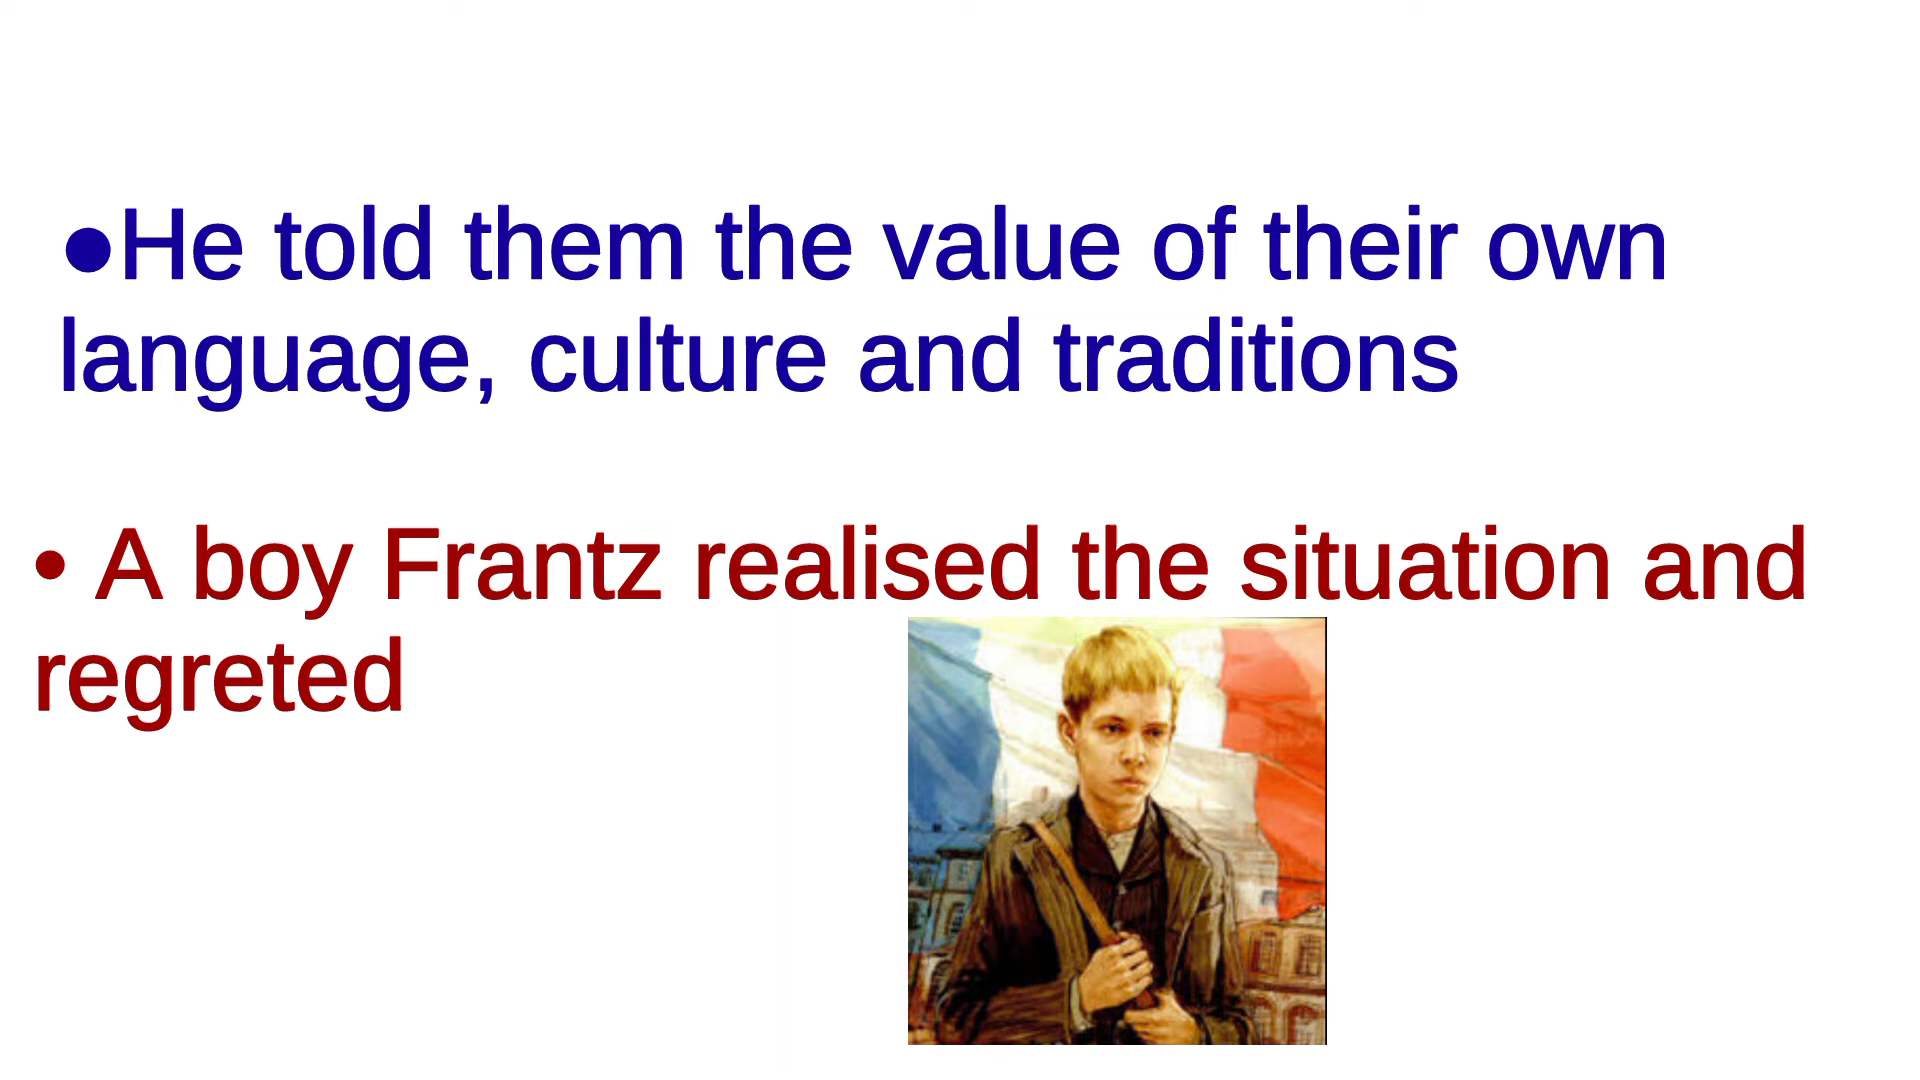 ●He told them the value of their own
language, culture and traditions
• A boy Frantz realised the situation and
regreted